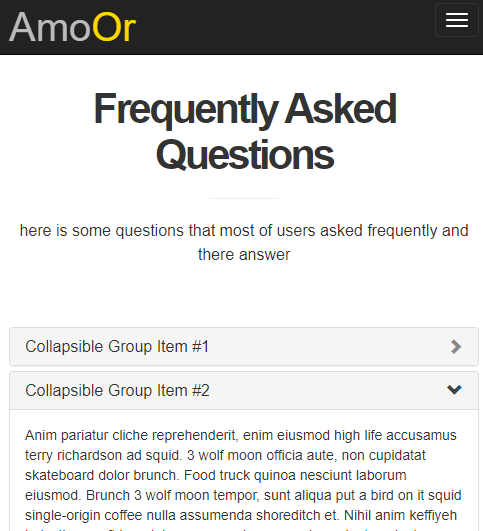 AmoOr
Frequently Asked
Questions
here is some questions that most of users asked frequently and
there answer
Collapsible Group Item #1
Collapsible Group Item #2
Anim pariatur cliche reprehenderit, enim eiusmod high life accusamus
terry richardson ad squid. 3 wolf moon officia aute, non cupidatat
skateboard dolor brunch. Food truck quinoa nesciunt laborum
eiusmod. Brunch 3 wolf moon tempor, sunt aliqua put a bird on it squid
single-origin coffee nulla assumenda shoreditch et. Nihil anim keffiyeh